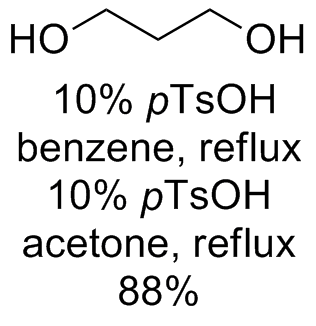 HO OH
10% pTsOH
benzene, reflux
10% pTsOH
acetone, reflux
88%